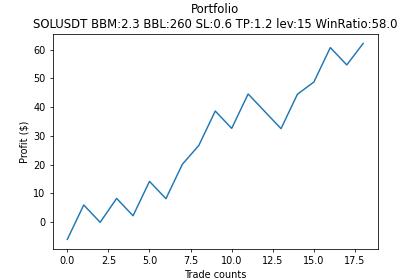 Portfolio
SOLUSDT BBM:2.3 BBL:260 SL:0.6 TP:1.2 lev:15 WinRatio:58.0
Profit ($)
60
50
40
30
20
10
0
0.0 2.5 5.0 7.5 10.0 12.5 15.0 17.5
Trade counts